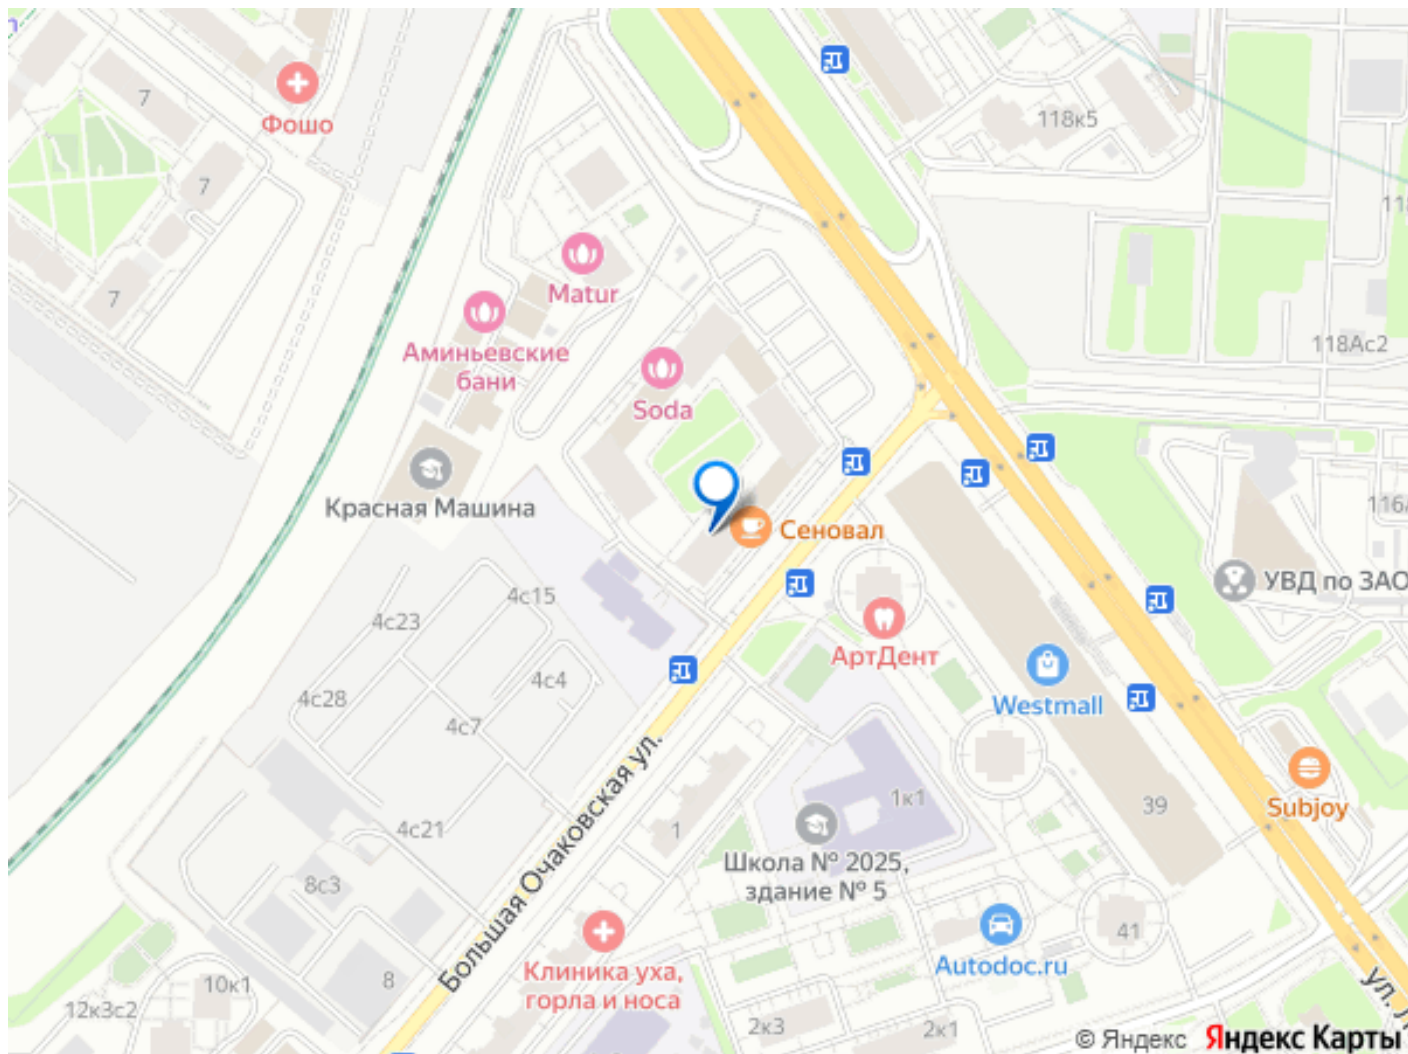 7
Фошо
118к5
7
Matur
7
Аминьевские
бани
118Ас2
Soda
Красная Машина
Сеновал
4с15
УВД по ЗАО
4с23
АртДент
4с4
4с28
Westmall
4с7
1к1
39
Subjoy
4с21
1
Большая Очаковская ул.
Школа № 2025,
здание № 5
8с3
41
Autodoc.ru
Клиника уха,
горла и носа
10к1
8
12к3с2
2к3
2к1
© Яндекс Яндекс Карты